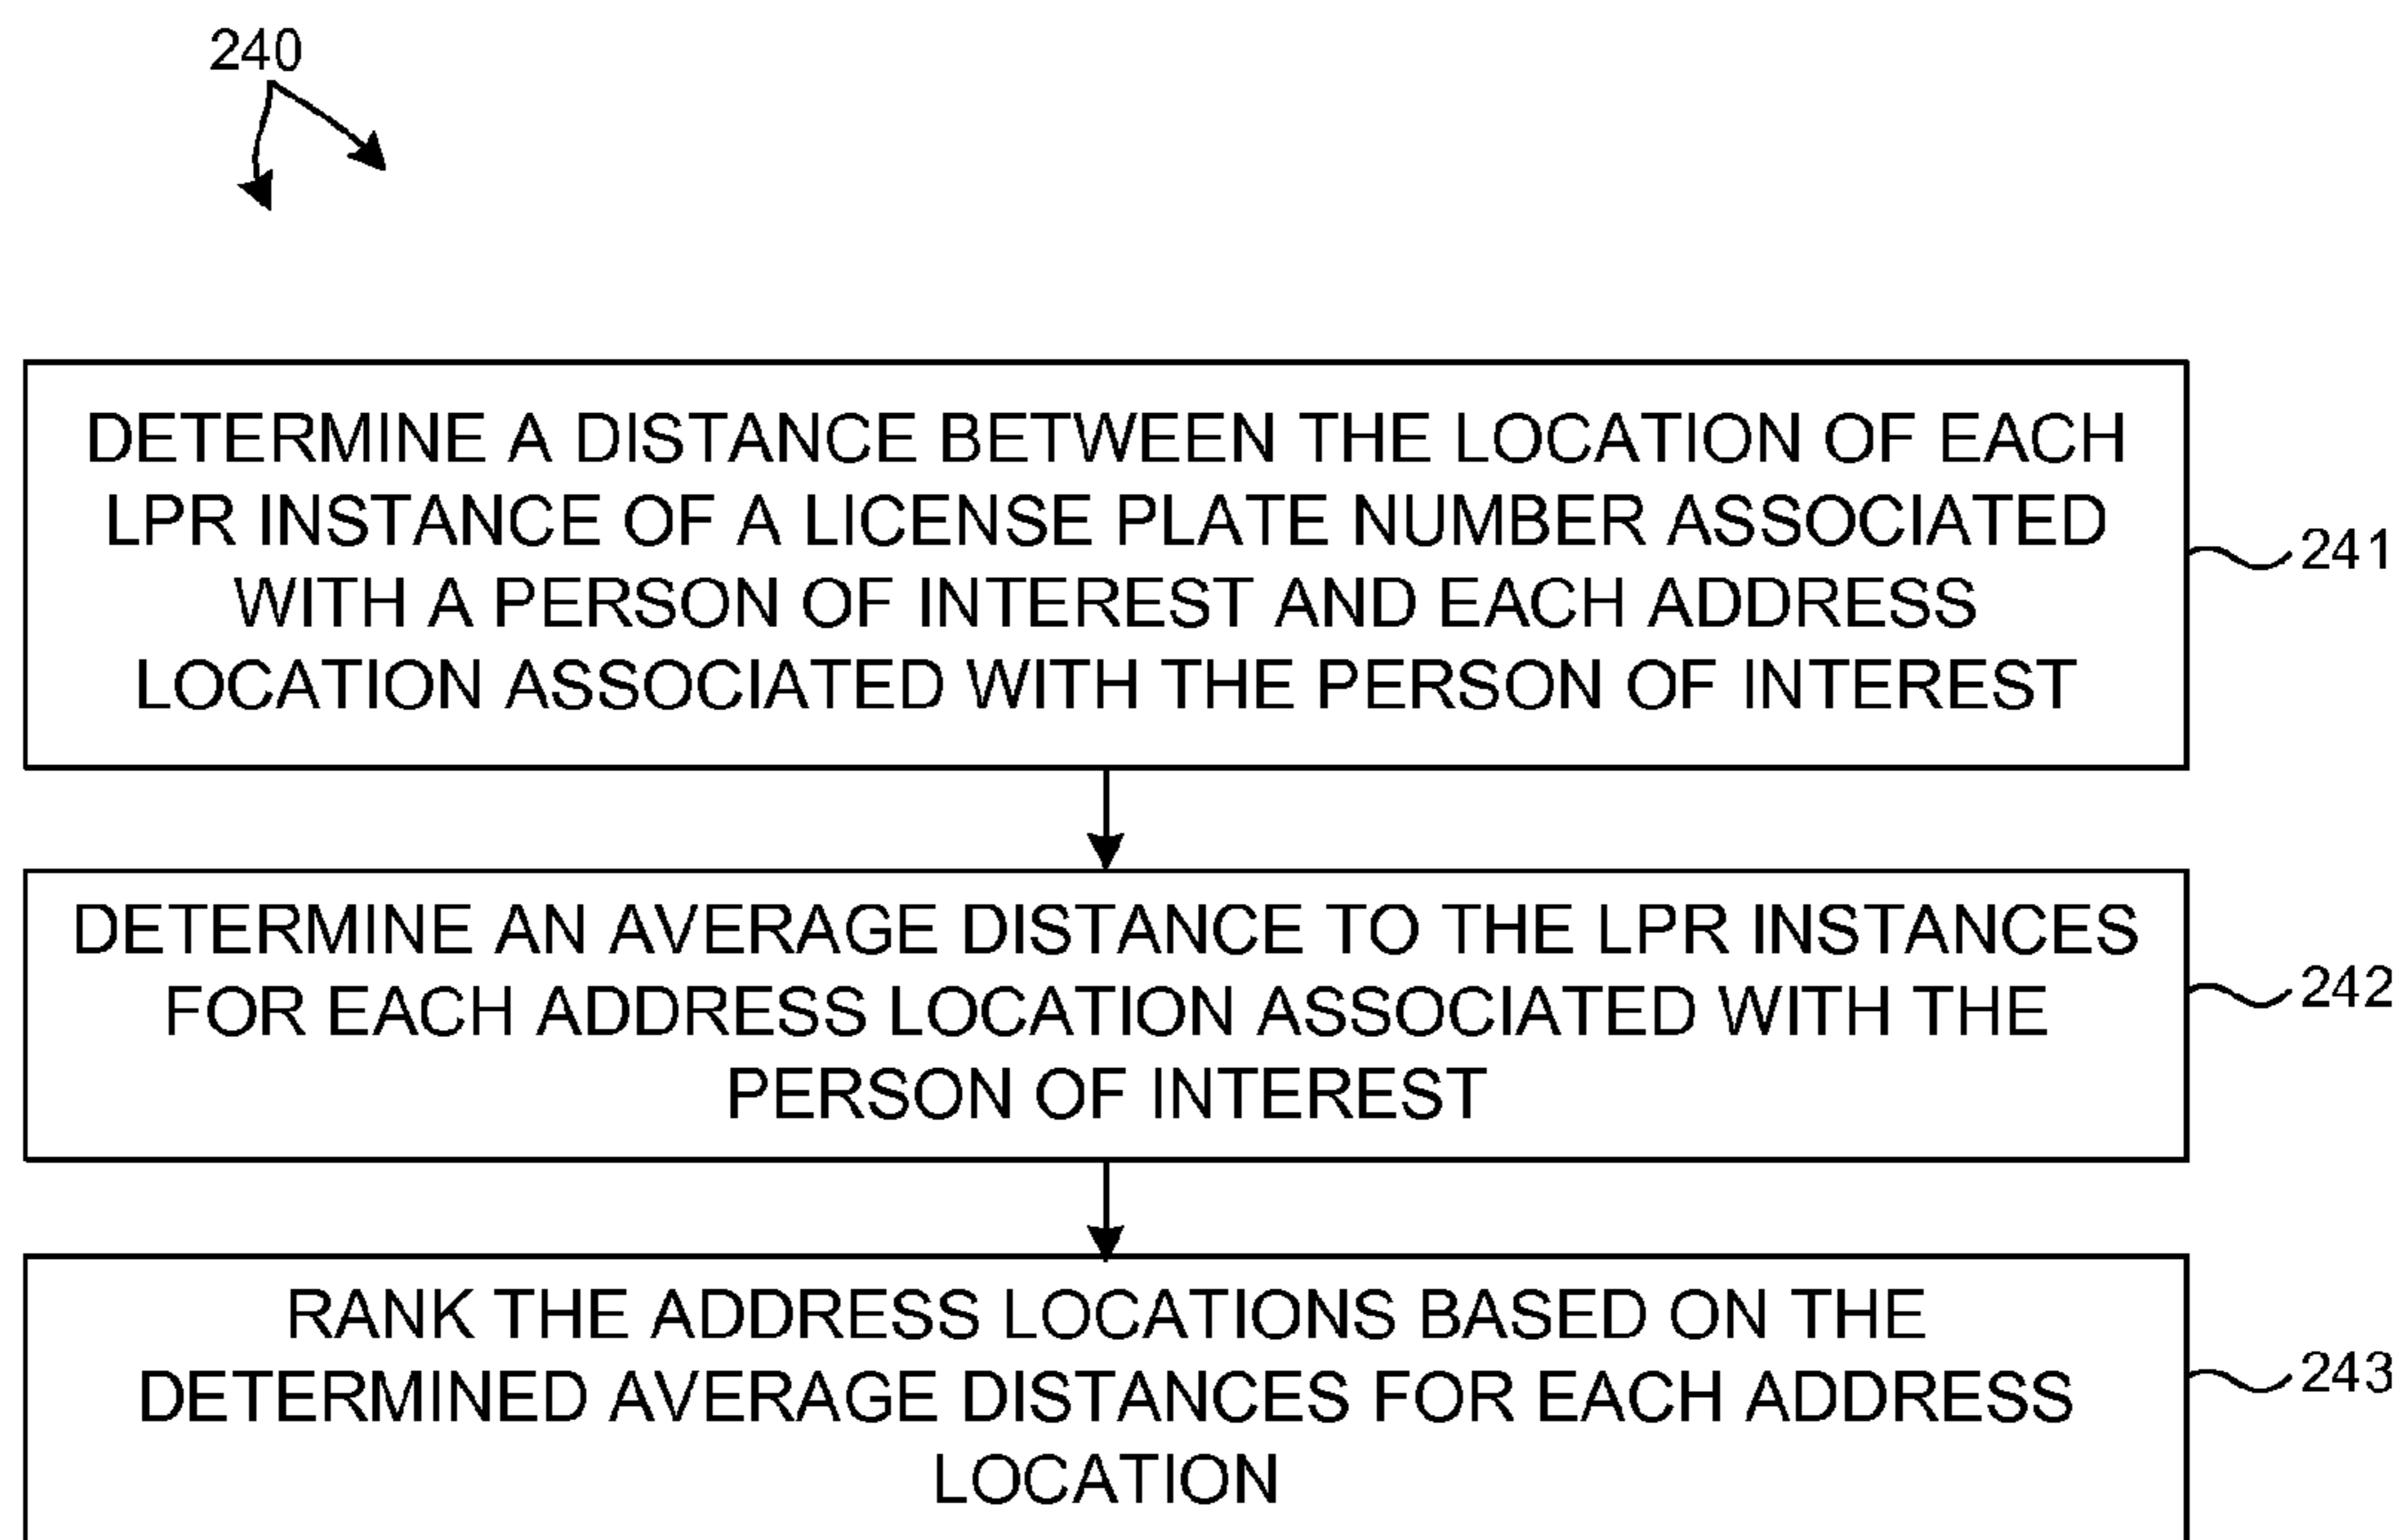 240
DETERMINE A DISTANCE BETWEEN THE LOCATION OF EACH
LPR INSTANCE OF A LICENSE PLATE NUMBER ASSOCIATED
WITH A PERSON OF INTEREST AND EACH ADDRESS
LOCATION ASSOCIATED WITH THE PERSON OF INTEREST
241
DETERMINE AN AVERAGE DISTANCE TO THE LPR INSTANCES
FOR EACH ADDRESS LOCATION ASSOCIATED WITH THE
PERSON OF INTEREST
242
RANK THE ADDRESS LOCATIONS BASED ON THE
DETERMINED AVERAGE DISTANCES FOR EACH ADDRESS
LOCATION
243